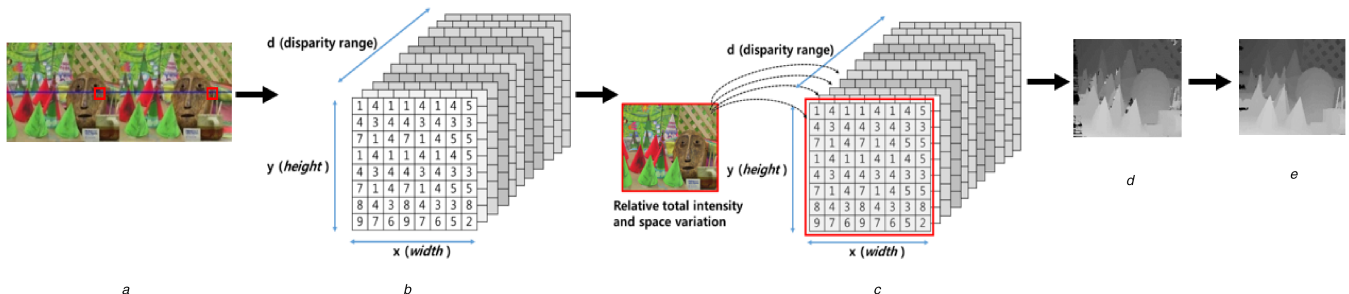 d (disparity range)
y (height)
1 4 1 1 4 1 4 5
4 3 4 4 3 4 3 3
7 1 4 7 1 4 5 5
1 4 1 1 4 1 4 5
4 3 4 4 3 4 3 3
7 1 4 7 1 4 5 5
8 4 3 8 4 3 3 8
9 7 6 9 7 6 5 2
x (width )
Relative total intensity
and space variation
d (disparity range)
y (height)
1 4 1 1 4 1 4 5
4 3 4 4 3 4 3 3
7 1 4 7 1 4 5 5
1 4 1 1 4 1 4 5
4 3 4 4 3 4 3 3
7 1 4 7 1 4 5 5
8 4 3 8 4 3 3 8
9 7 6 9 7 6 5 2
x (width )
a
b
c
d
e